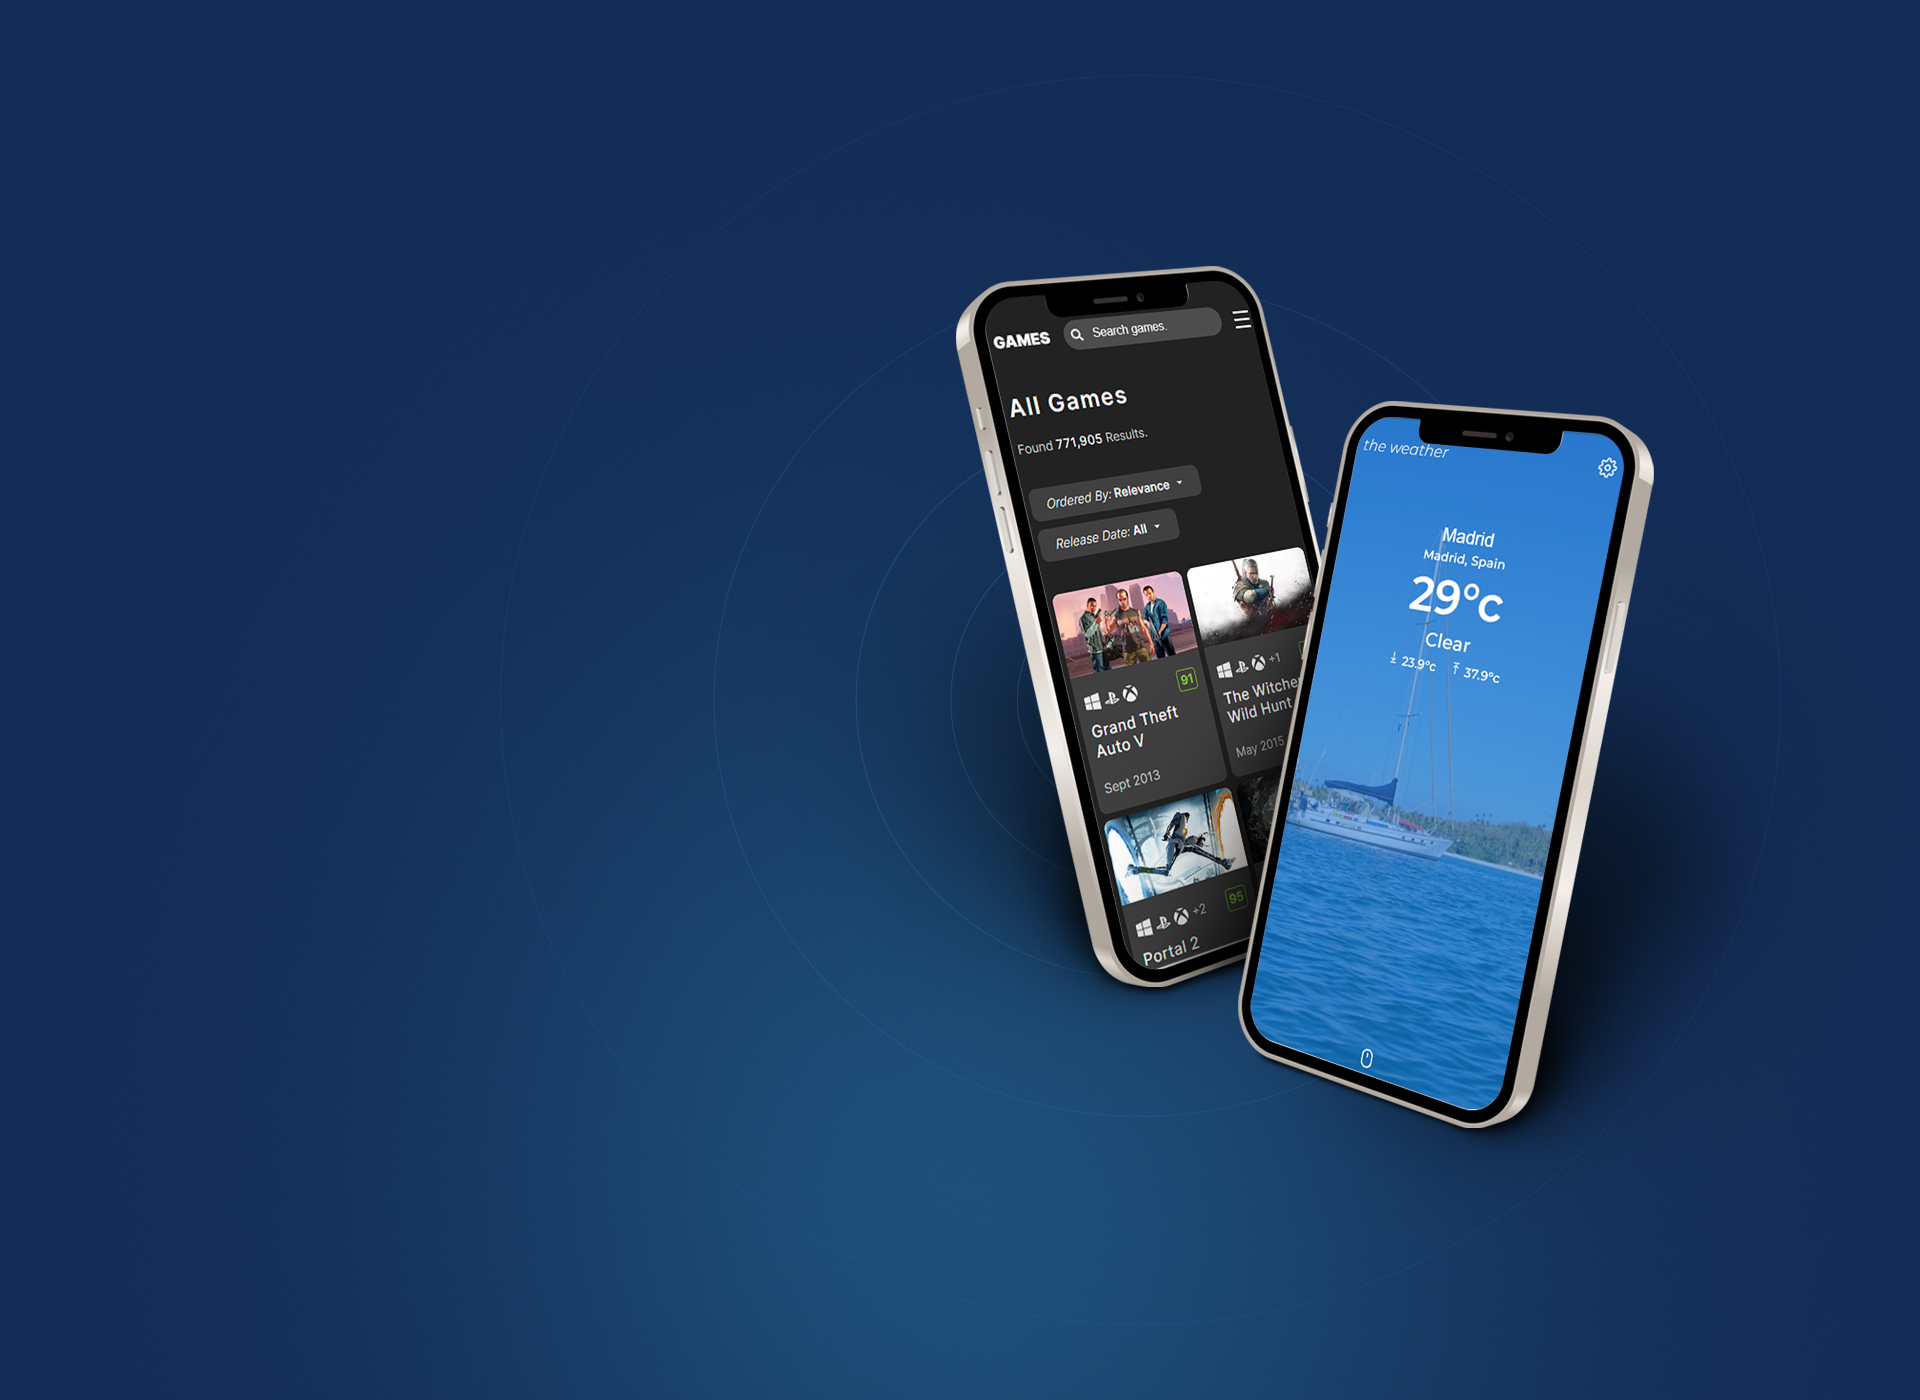 GAMES
Search games.
All Games
Found 771,905 Results.
Ordered By: Relevance
Release Date: All
91
Grand Theft
Auto V
Sept 2013
+1
The Witche
Wild Hunt
May 2015
+2
95
Portal 2
the weather
Madrid
Madrid, Spain
29°c
Clear
23.9°c 37.9°c